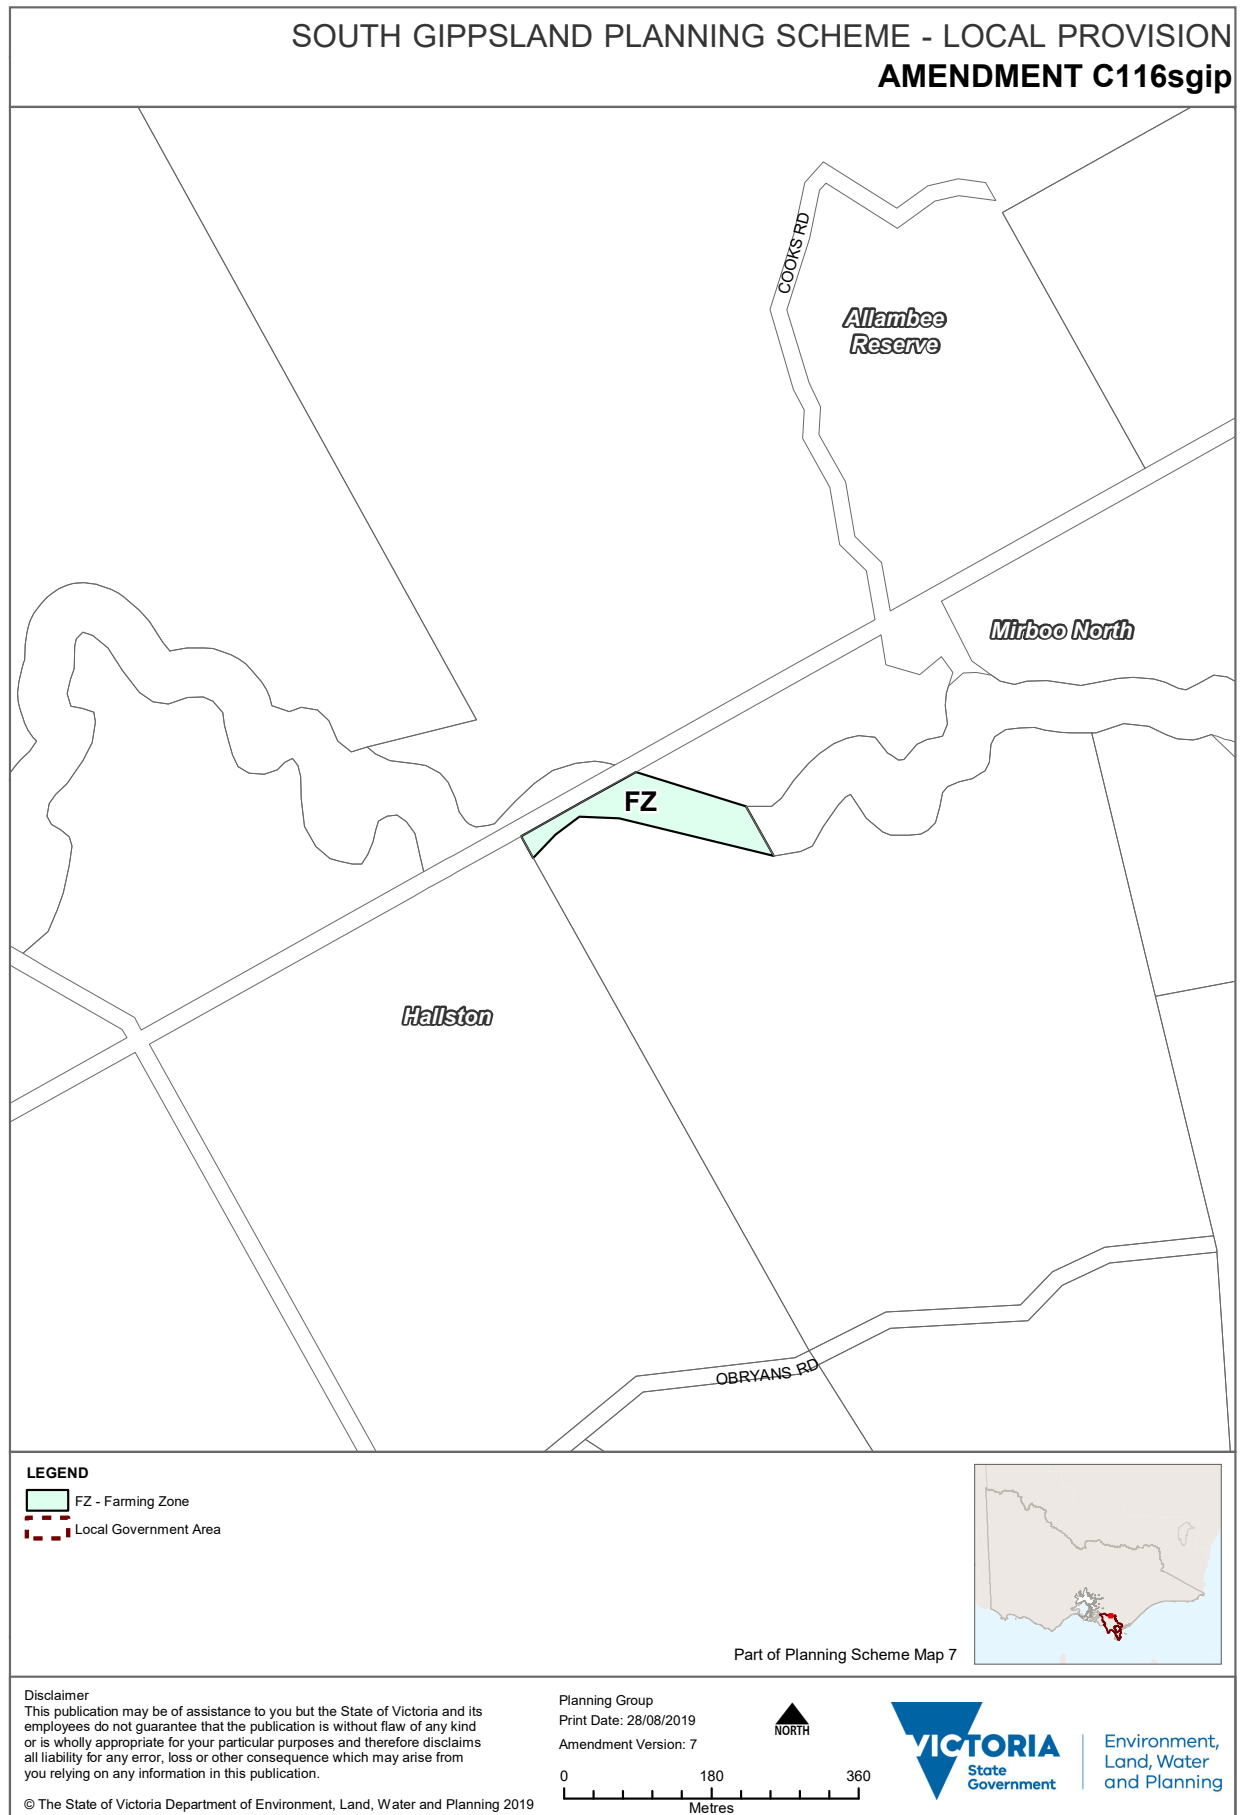 SOUTH GIPPSLAND PLANNING SCHEME - LOCAL PROVISION
AMENDMENT C116sgip
COOKS RD
Allambee
Reserve
Mirboo North
FZ
Hallston
OBRYANS RD
LEGEND
FZ - Farming Zone
Local Government Area
Part of Planning Scheme Map 7
Disclaimer
This publication may be of assistance to you but the State of Victoria and its
employees do not guarantee that the publication is without flaw of any kind
or is wholly appropriate for your particular purposes and therefore disclaims
all liability for any error, loss or other consequence which may arise from
you relying on any information in this publication.
© The State of Victoria Department of Environment, Land, Water and Planning 2019
Planning Group
Print Date: 28/08/2019
Amendment Version: 7
NORTH
0 180 360
Metres
VICTORIA
State
Government
Environment,
Land, Water
and Planning